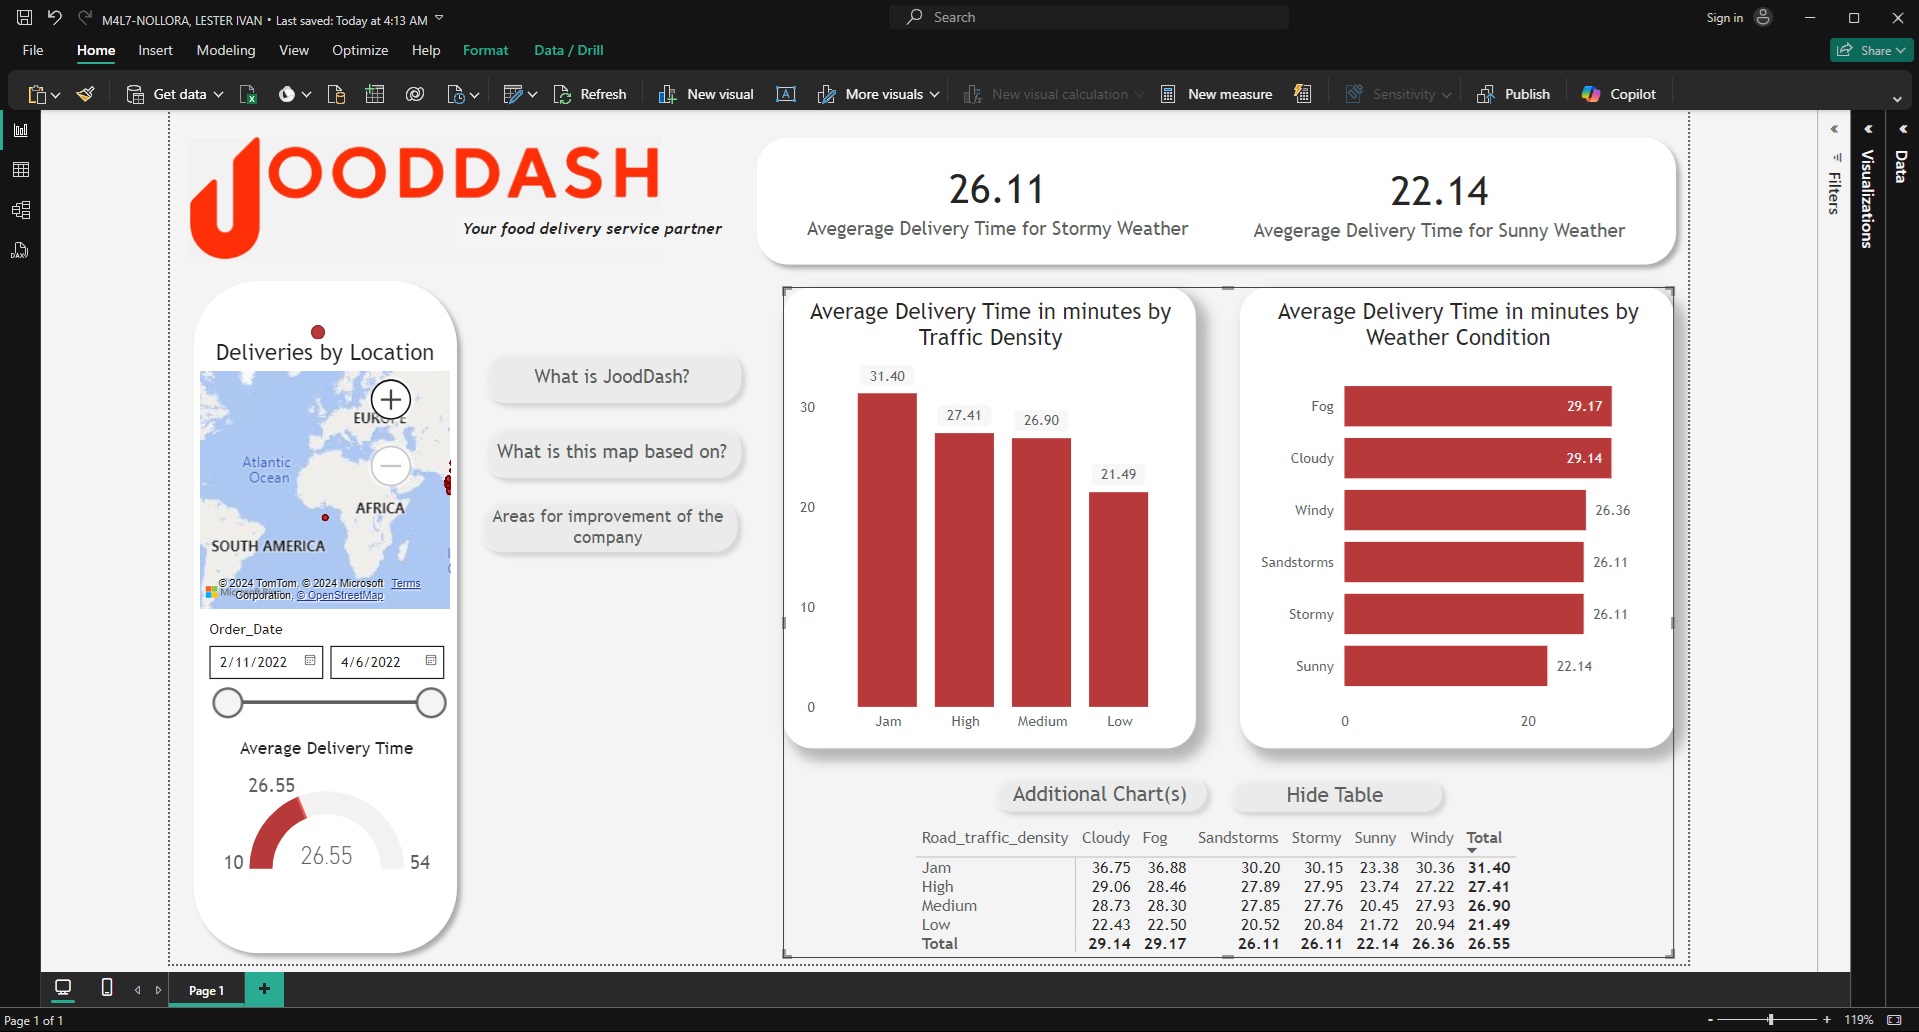 M4L7-NOLLORA, LESTER IVAN • Last saved: Today at 4:13 AM
Search
Sign in
File Home Insert Modeling View Optimize Help Format Data / Drill
Share
Get data
Refresh
New visual
More visuals
New visual calculation
New measure
Sensitivity
Publish
Copilot
JOODDASH
Your food delivery service partner
26.11
Avegerage Delivery Time for Stormy Weather
22.14
Avegerage Delivery Time for Sunny Weather
Filters
Visualizations
Data
Deliveries by Location
EUROPE
Atlantic
Ocean
AFRICA
SOUTH AMERICA
© 2024 TomTom, © 2024 Microsoft Terms
Corporation, © OpenStreetMap
Order_Date
2/11/2022 4/6/2022
Average Delivery Time
26.55
10 26.55 54
What is JoodDash?
What is this map based on?
Areas for improvement of the
company
Average Delivery Time in minutes by
Traffic Density
31.40
27.41
26.90
21.49
30
20
10
0
Jam High Medium Low
Average Delivery Time in minutes by
Weather Condition
Fog 29.17
Cloudy 29.14
Windy 26.36
Sandstorms 26.11
Stormy 26.11
Sunny 22.14
0 20
Additional Chart(s)
Hide Table
Road_traffic_density Cloudy Fog Sandstorms Stormy Sunny Windy Total
Jam 36.75 36.88 30.20 30.15 23.38 30.36 31.40
High 29.06 28.46 27.89 27.95 23.74 27.22 27.41
Medium 28.73 28.30 27.85 27.76 20.45 27.93 26.90
Low 22.43 22.50 20.52 20.84 21.72 20.94 21.49
Total 29.14 29.17 26.11 26.11 22.14 26.36 26.55
Page 1
Page 1 of 1
119%